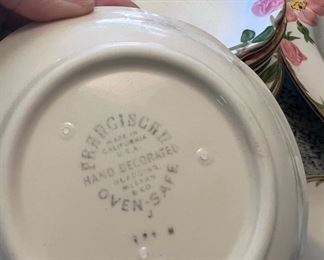 FRANCISCAN
MADE IN
CALIFORNIA
U.S.A.
HAND DECORATED
GLADDING,
McBEAN
& CO.
OVEN-SAFE